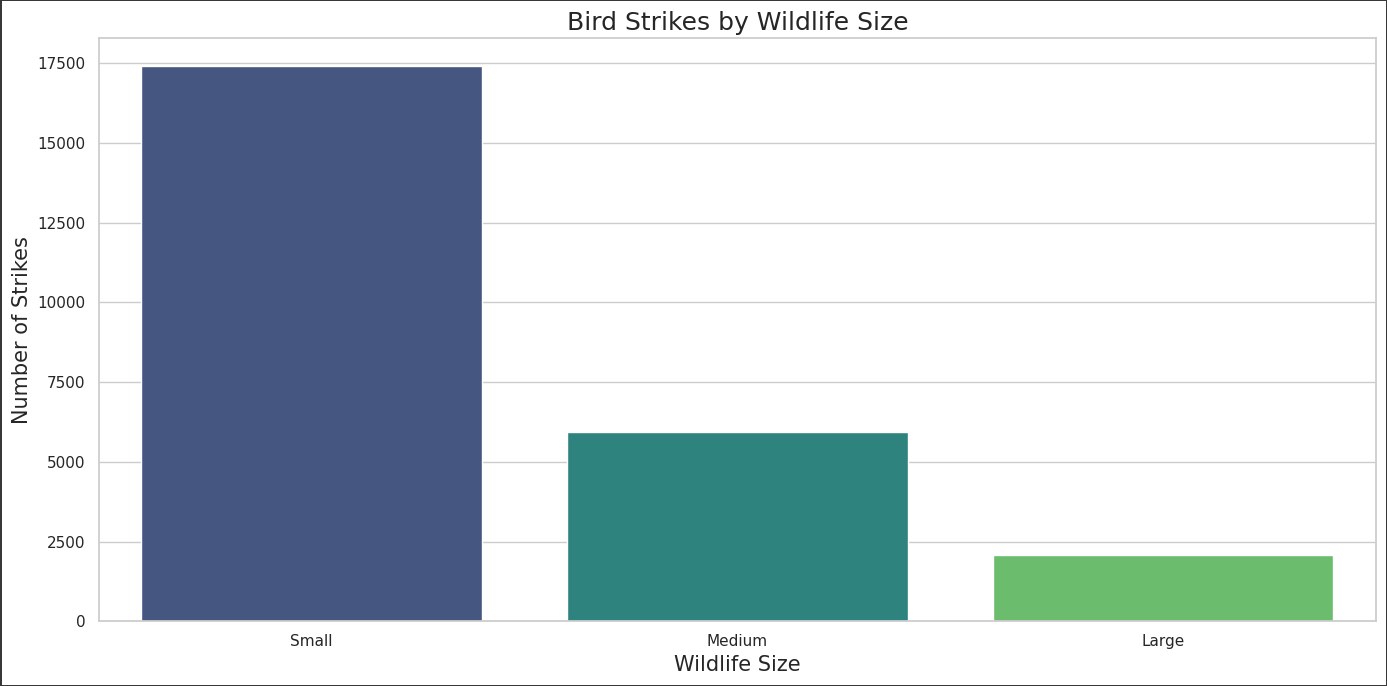 Bird Strikes by Wildlife Size
Number of Strikes
17500
15000
12500
10000
7500
5000
2500
0
Small
Medium
Large
Wildlife Size